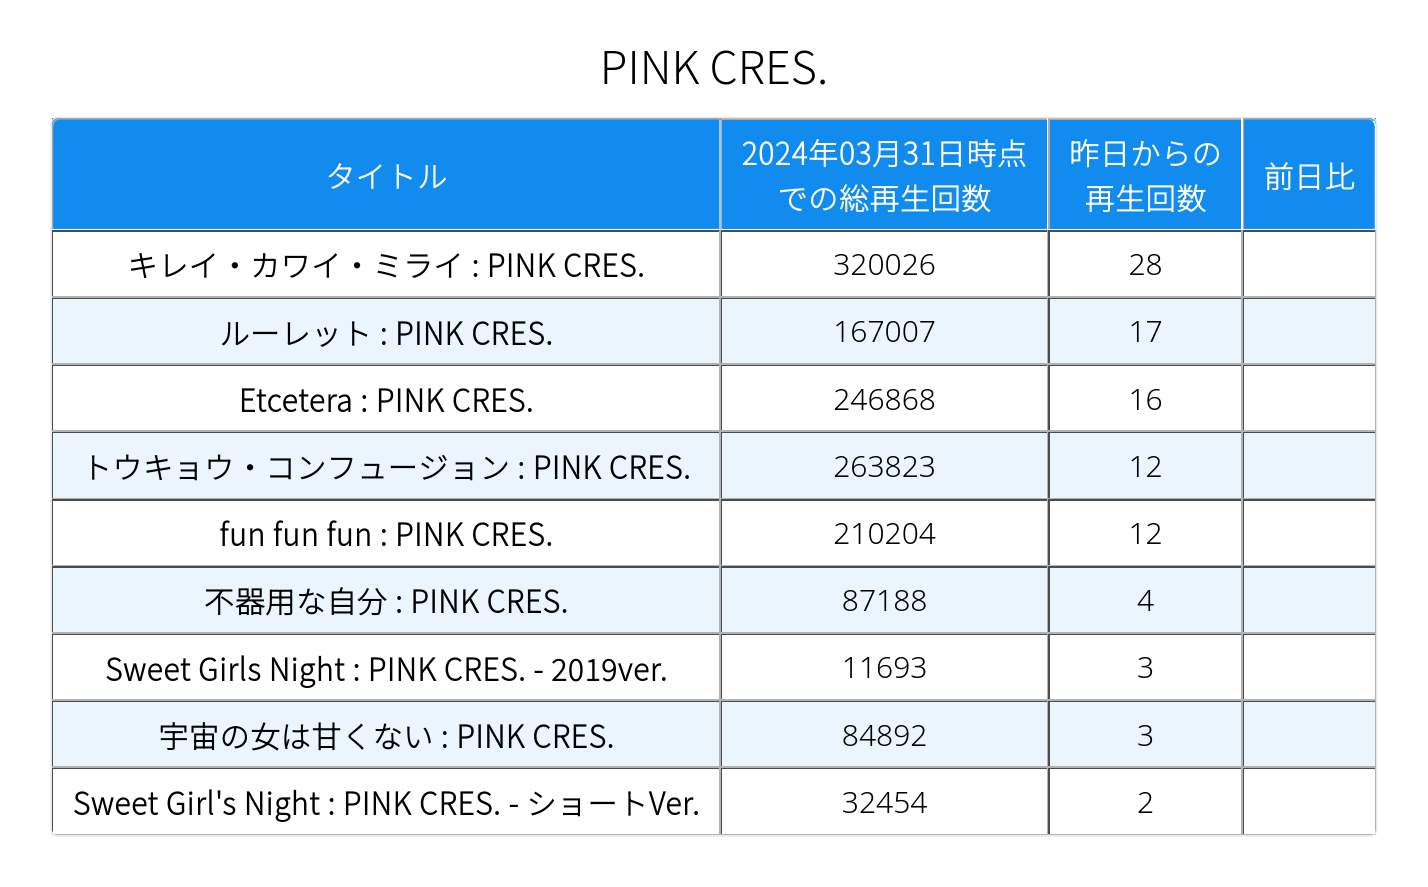 PINK CRES.
タイトル
2024年03月31日時点
での総再生回数
昨日からの
再生回数
前日比
キレイ・カワイ・ミライ : PINK CRES. 320026 28
ルーレット : PINK CRES. 167007 17
Etcetera : PINK CRES. 246868 16
トウキョウ・コンフュージョン : PINK CRES. 263823 12
fun fun fun : PINK CRES. 210204 12
不器用な自分 : PINK CRES. 87188 4
Sweet Girls Night : PINK CRES. - 2019ver. 11693 3
宇宙の女は甘くない : PINK CRES. 84892 3
Sweet Girl's Night : PINK CRES. - ショートVer. 32454 2